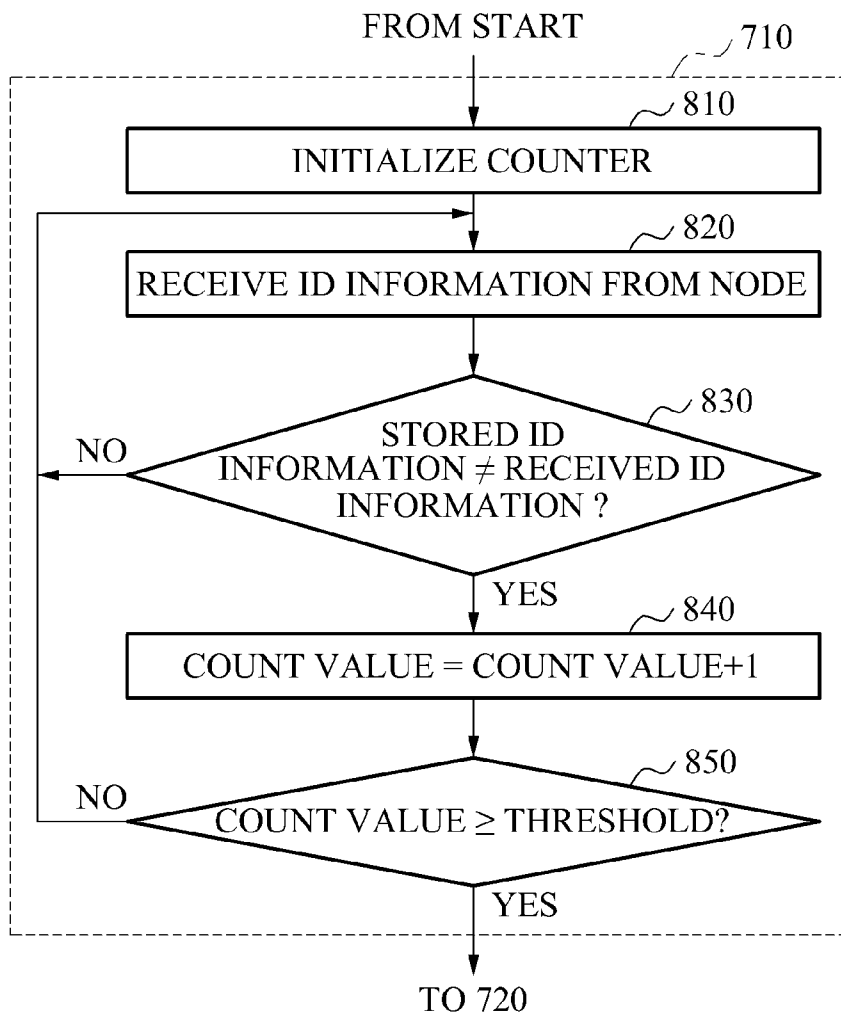 FROM START
710
810
INITIALIZE COUNTER
820
RECEIVE ID INFORMATION FROM NODE
830
STORED ID
INFORMATION ≠ RECEIVED ID
INFORMATION ?
NO
YES
840
COUNT VALUE = COUNT VALUE+1
850
COUNT VALUE ≥ THRESHOLD?
NO
YES
TO 720